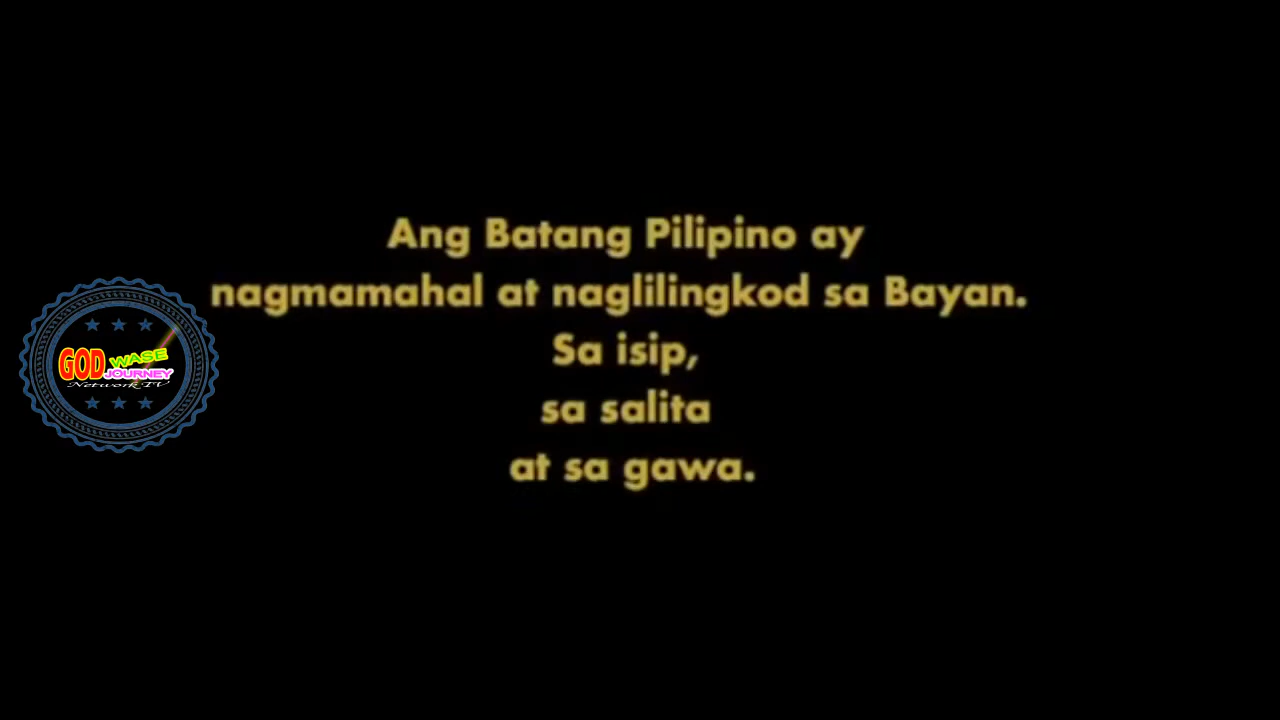 Ang Batang Pilipino ay
nagmamahal at naglilingkod sa Bayan.
Sa isip,
sa salita
at sa gawa.
GOD WASE
JOURNEY
Network TV